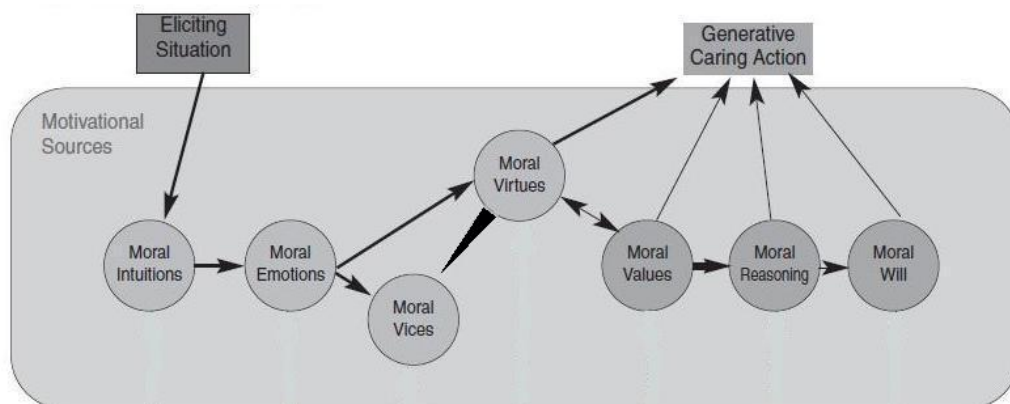 Eliciting
Situation
Generative
Caring Action
Motivational
Sources
Moral
Virtues
Moral
Intuitions
Moral
Emotions
Moral
Vices
Moral
Values
Moral
Reasoning
Moral
Will